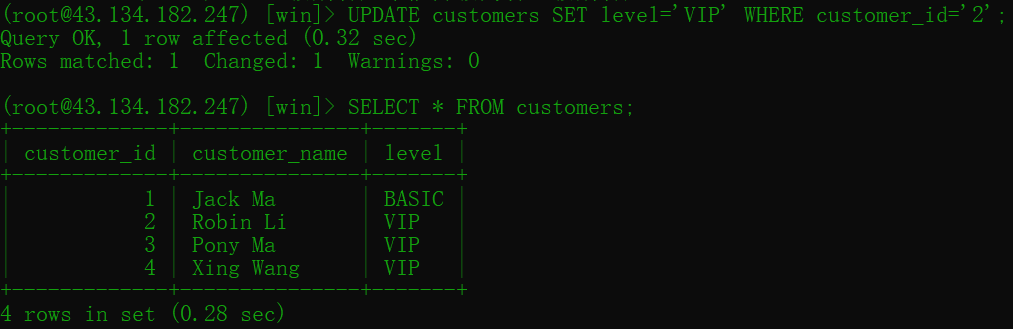 (root@43.134.182.247) [win]> UPDATE customers SET level='VIP' WHERE customer_id='2';
Query OK, 1 row affected (0.32 sec)
Rows matched: 1  Changed: 1  Warnings: 0

(root@43.134.182.247) [win]> SELECT * FROM customers;
+-------------+---------------+-------+
| customer_id | customer_name | level |
+-------------+---------------+-------+
|           1 | Jack Ma       | BASIC |
|           2 | Robin Li      | VIP   |
|           3 | Pony Ma       | VIP   |
|           4 | Xing Wang     | VIP   |
+-------------+---------------+-------+
4 rows in set (0.28 sec)